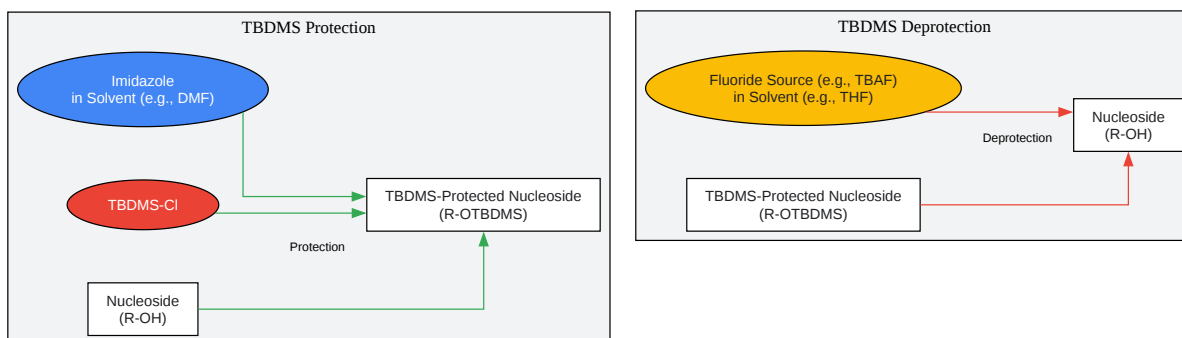 TBDMS Protection
Imidazole
in Solvent (e.g., DMF)
TBDMS-Cl
TBDMS-Protected Nucleoside
(R-OTBDMS)
Protection
Nucleoside
(R-OH)
TBDMS Deprotection
Fluoride Source (e.g., TBAF)
in Solvent (e.g., THF)
Nucleoside
(R-OH)
Deprotection
TBDMS-Protected Nucleoside
(R-OTBDMS)